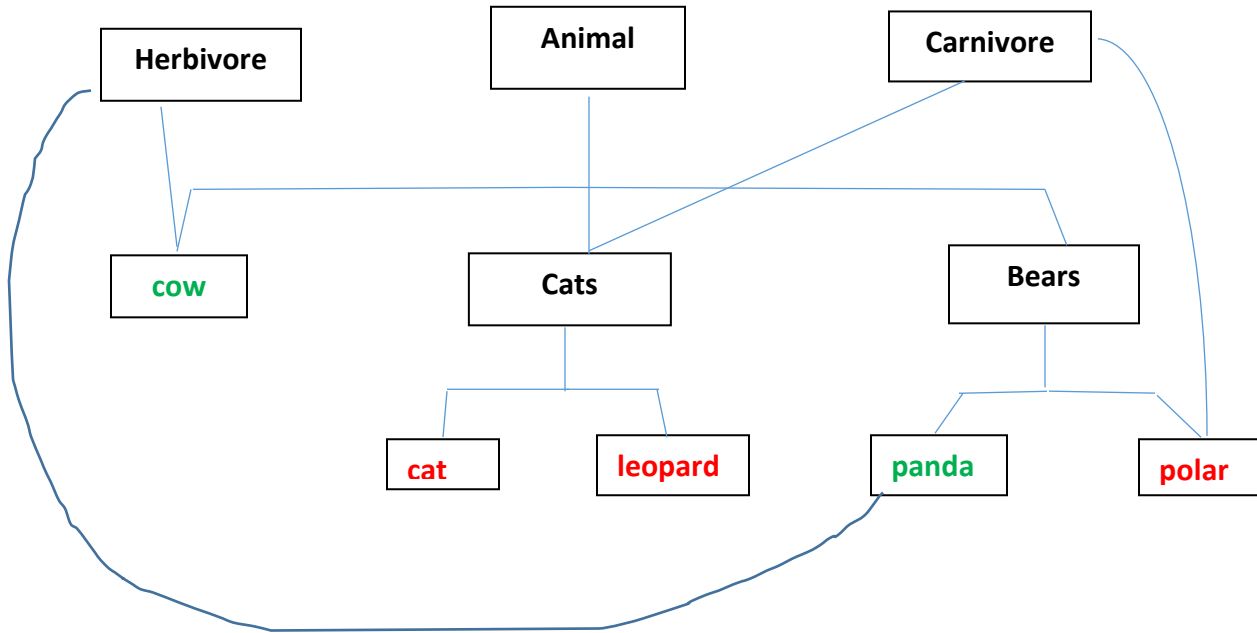 Herbivore
Animal
Carnivore
cow
Cats
Bears
cat
leopard
panda
polar